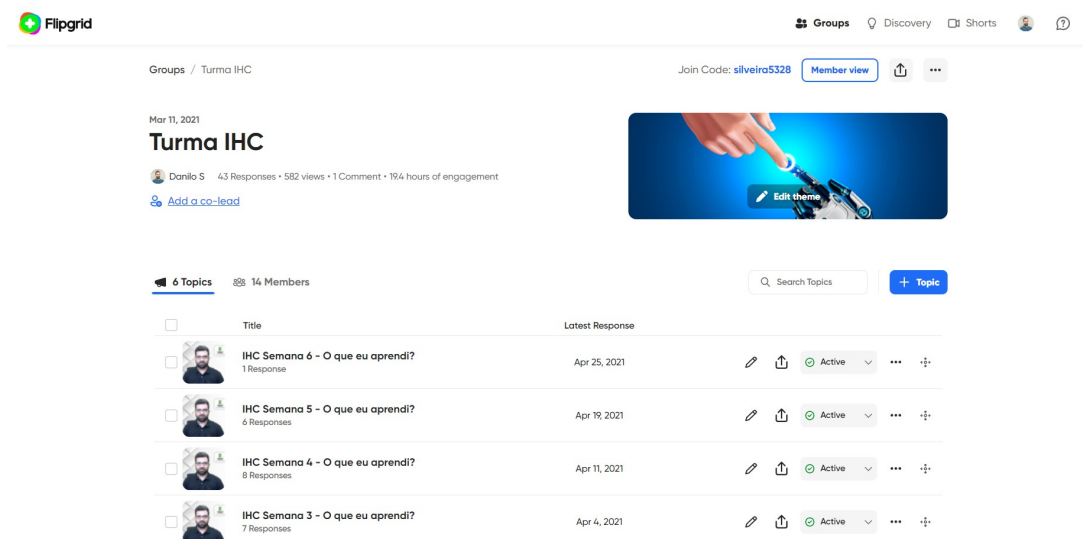 Flipgrid
Groups Discovery Shorts
Groups / Turma IHC
Join Code: silveira5328 Member view
Mar 11, 2021
Turma IHC
Danilo S 43 Responses • 582 views • 1 Comment • 19.4 hours of engagement
Add a co-lead
Edit theme
6 Topics 14 Members
Search Topics
+ Topic
Title Latest Response
IHC Semana 6 - O que eu aprendi?
1 Response
Apr 25, 2021 Active
IHC Semana 5 - O que eu aprendi?
6 Responses
Apr 19, 2021 Active
IHC Semana 4 - O que eu aprendi?
8 Responses
Apr 11, 2021 Active
IHC Semana 3 - O que eu aprendi?
7 Responses
Apr 4, 2021 Active